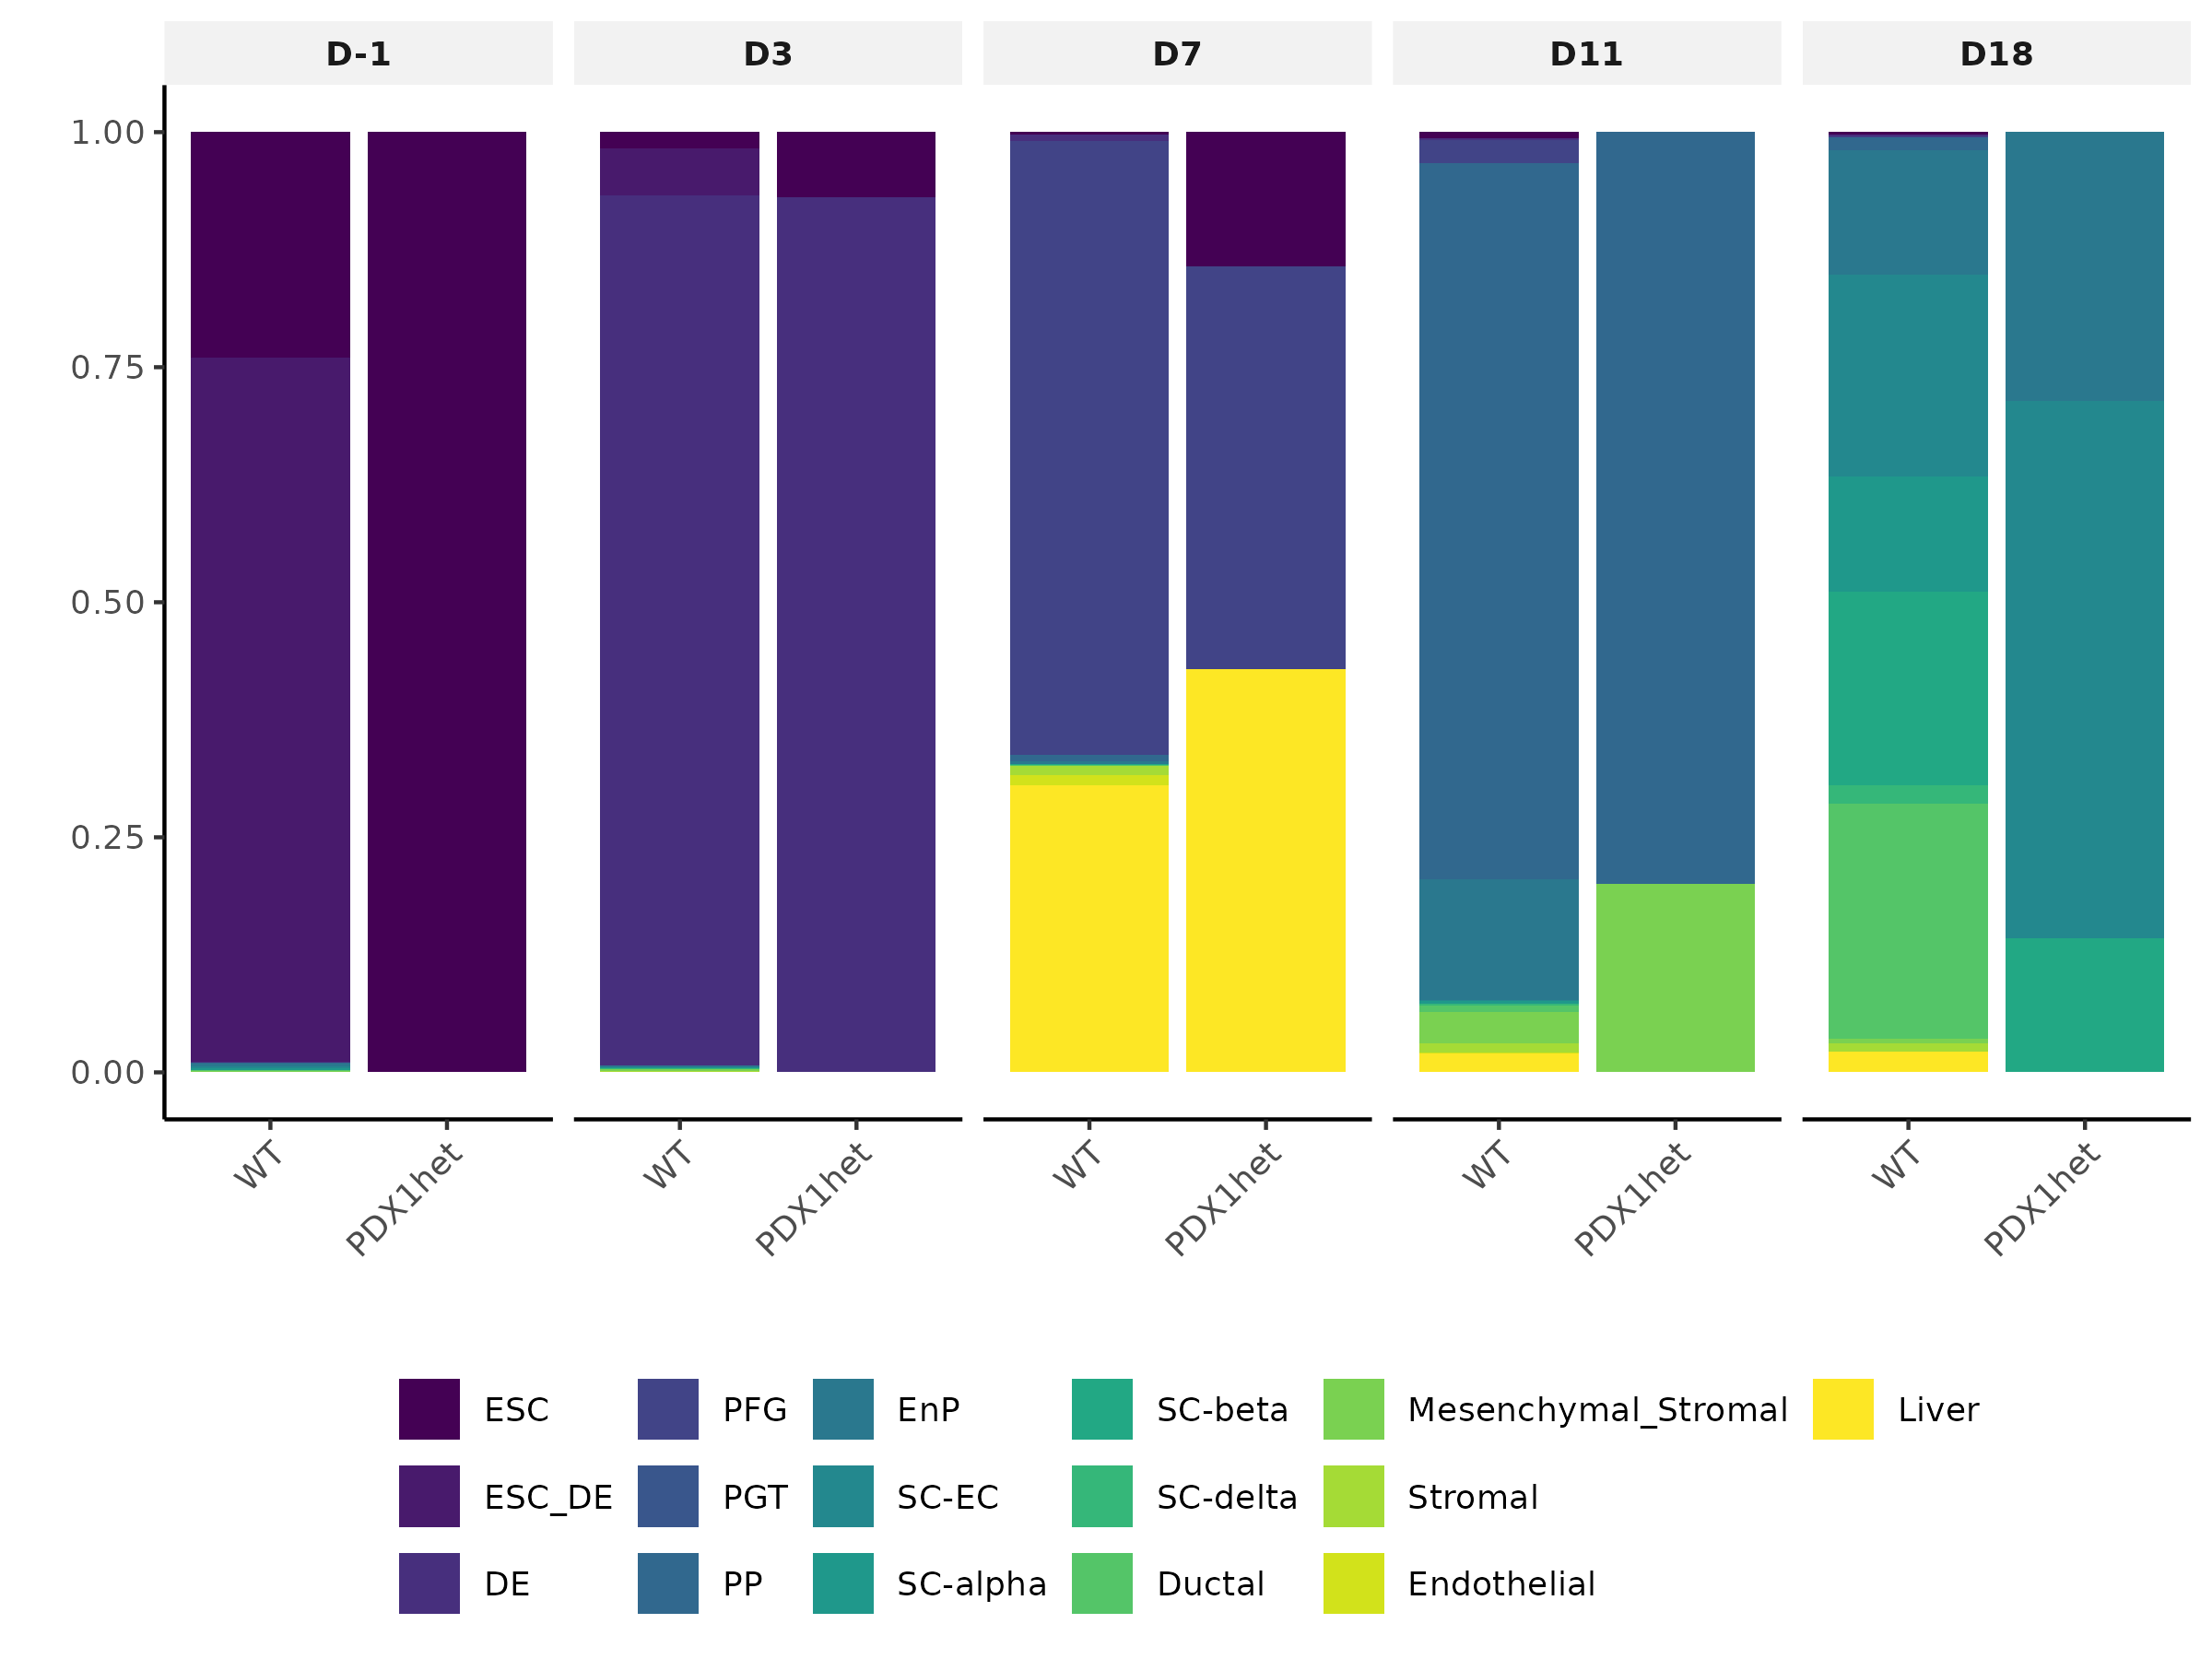 D-1 D3 D7 D11 D18
1.00
0.75
0.50
0.25
0.00
WT PDX1het WT PDX1het WT PDX1het WT PDX1het WT PDX1het
ESC PFG EnP SC-beta Mesenchymal_Stromal Liver
ESC_DE PGT SC-EC SC-delta Stromal
DE PP SC-alpha Ductal Endothelial